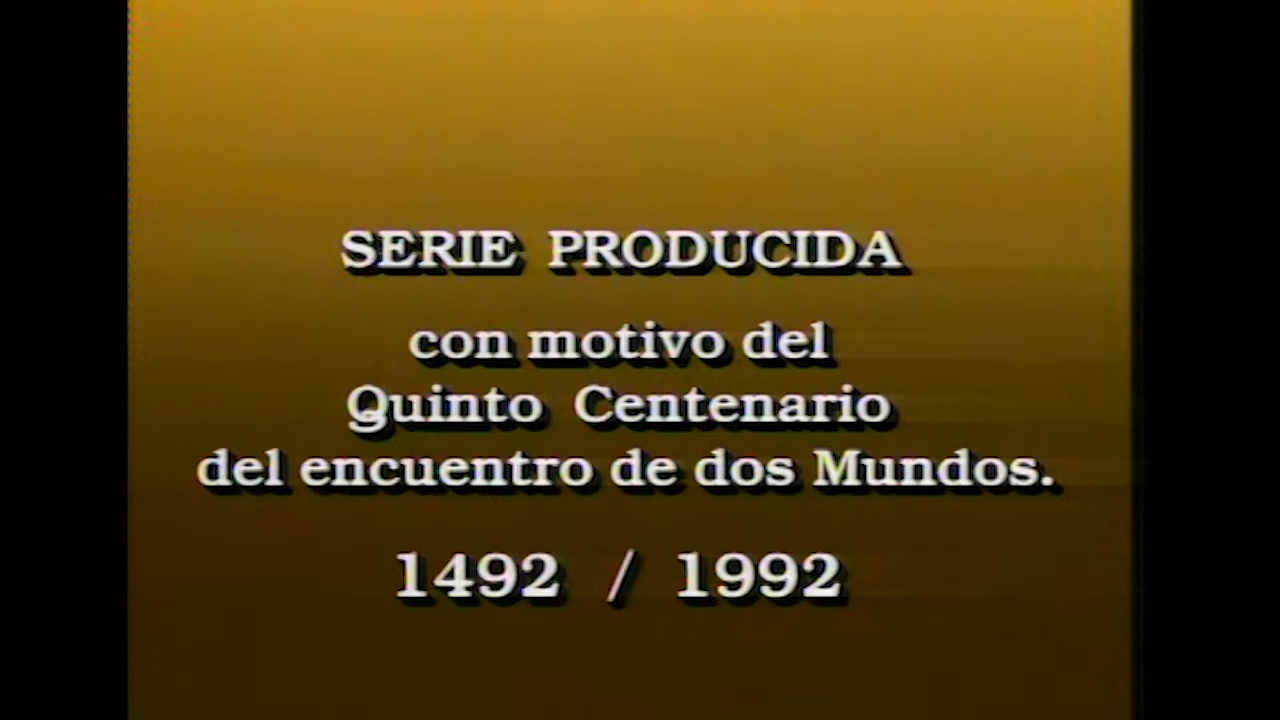 SERIE PRODUCIDA
con motivo del
Quinto Centenario
del encuentro de dos Mundos.
1492 / 1992